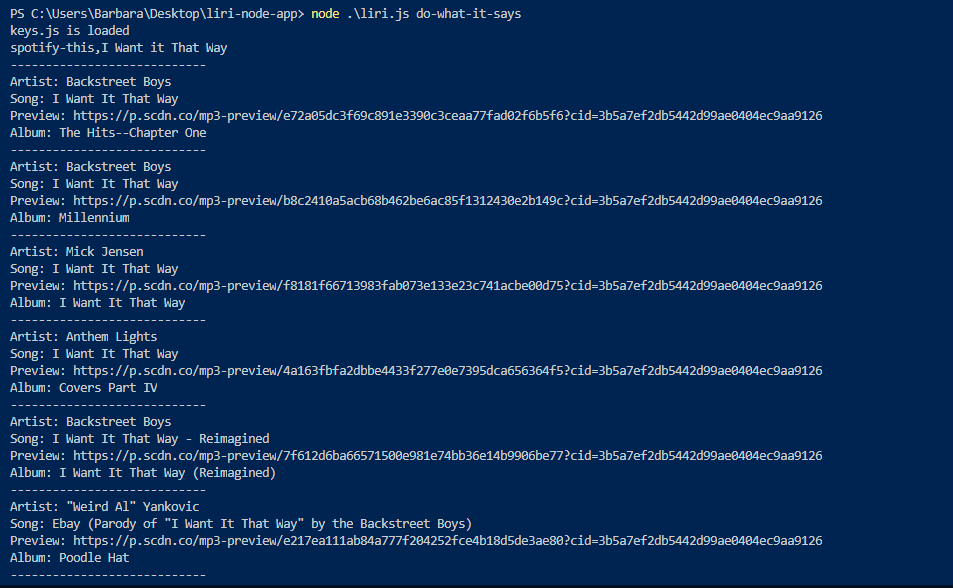 PS C:\Users\Barbara\Desktop\liri-node-app> node .\liri.js do-what-it-says
keys.js is loaded
spotify-this,I Want it That Way
----------------------------
Artist: Backstreet Boys
Song: I Want It That Way
Preview: https://p.scdn.co/mp3-preview/e72a05dc3f69c891e3390c3ceaa77fad02f6b5f6?cid=3b5a7ef2db5442d99ae0404ec9aa9126
Album: The Hits--Chapter One
----------------------------
Artist: Backstreet Boys
Song: I Want It That Way
Preview: https://p.scdn.co/mp3-preview/b8c2410a5acb68b462be6ac85f1312430e2b149c?cid=3b5a7ef2db5442d99ae0404ec9aa9126
Album: Millennium
----------------------------
Artist: Mick Jensen
Song: I Want It That Way
Preview: https://p.scdn.co/mp3-preview/f8181f66713983fab073e133e23c741acbe00d75?cid=3b5a7ef2db5442d99ae0404ec9aa9126
Album: I Want It That Way
----------------------------
Artist: Anthem Lights
Song: I Want It That Way
Preview: https://p.scdn.co/mp3-preview/4a163fbfa2dbbe4433f277e0e7395dca656364f5?cid=3b5a7ef2db5442d99ae0404ec9aa9126
Album: Covers Part IV
----------------------------
Artist: Backstreet Boys
Song: I Want It That Way - Reimagined
Preview: https://p.scdn.co/mp3-preview/7f612d6ba66571500e981e74bb36e14b9906be77?cid=3b5a7ef2db5442d99ae0404ec9aa9126
Album: I Want It That Way (Reimagined)
----------------------------
Artist: "Weird Al" Yankovic
Song: Ebay (Parody of "I Want It That Way" by the Backstreet Boys)
Preview: https://p.scdn.co/mp3-preview/e217ea111ab84a777f204252fce4b18d5de3ae80?cid=3b5a7ef2db5442d99ae0404ec9aa9126
Album: Poodle Hat
----------------------------